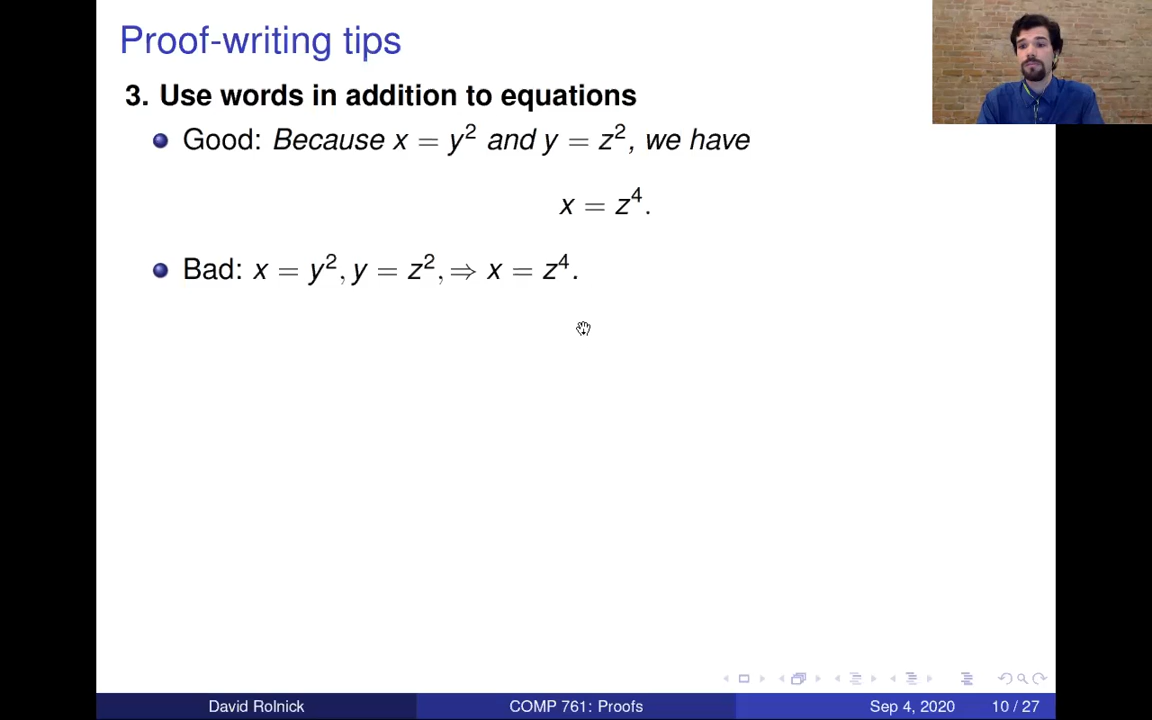 Proof-writing tips
3. Use words in addition to equations
Good: Because x = y², and y = z², we have
x = z⁴.
Bad: x = y², y = z², ⇒ x = z⁴.
David Rolnick COMP 761: Proofs Sep 4, 2020 10 / 27